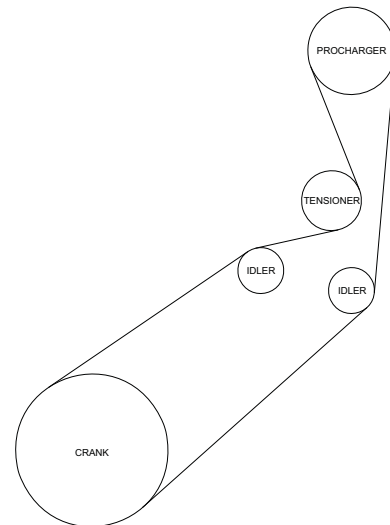 PROCHARGER
TENSIONER
IDLER
IDLER
CRANK